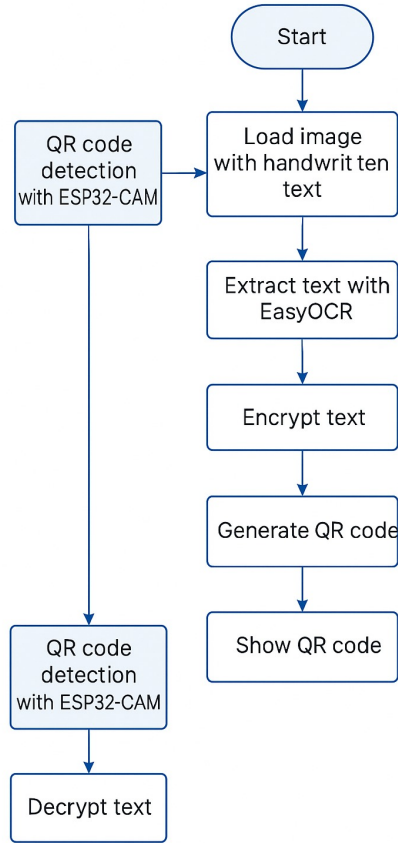 Start
QR code
detection
with ESP32-CAM
Load image
with handwrit ten
text
Extract text with
EasyOCR
Encrypt text
Generate QR code
Show QR code
QR code
detection
with ESP32-CAM
Decrypt text